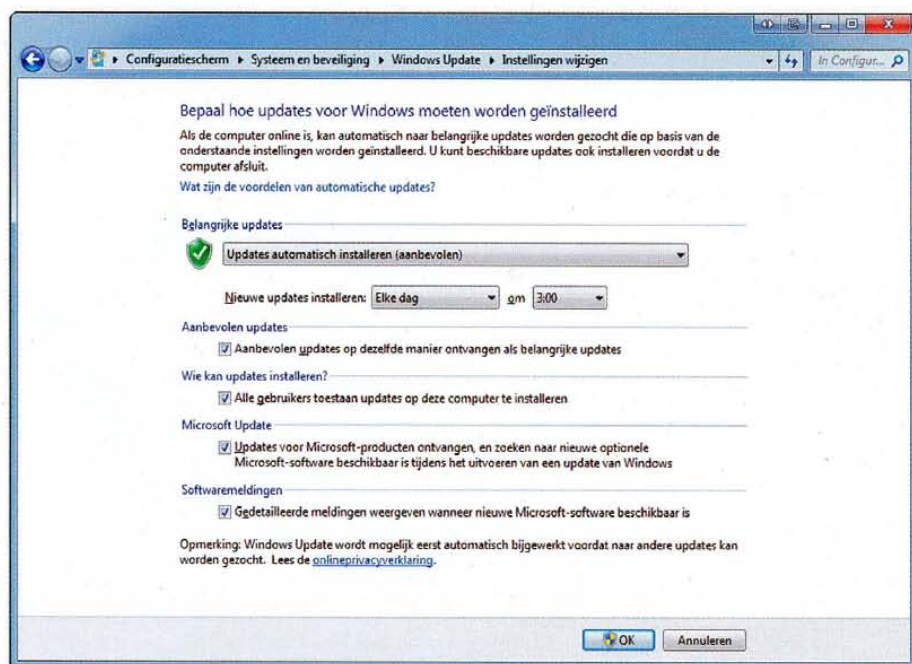 Configuratiescherm ▸ Systeem en beveiliging ▸ Windows Update ▸ Instellingen wijzigen
In Configur...
Bepaal hoe updates voor Windows moeten worden geïnstalleerd
Als de computer online is, kan automatisch naar belangrijke updates worden gezocht die op basis van de
onderstaande instellingen worden geïnstalleerd. U kunt beschikbare updates ook installeren voordat u de
computer afsluit.
Wat zijn de voordelen van automatische updates?
Belangrijke updates
Updates automatisch installeren (aanbevolen)
Nieuwe updates installeren: Elke dag om 3:00
Aanbevolen updates
Aanbevolen updates op dezelfde manier ontvangen als belangrijke updates
Wie kan updates installeren?
Alle gebruikers toestaan updates op deze computer te installeren
Microsoft Update
Updates voor Microsoft-producten ontvangen, en zoeken naar nieuwe optionele
Microsoft-software beschikbaar is tijdens het uitvoeren van een update van Windows
Softwaremeldingen
Gedetailleerde meldingen weergeven wanneer nieuwe Microsoft-software beschikbaar is
Opmerking: Windows Update wordt mogelijk eerst automatisch bijgewerkt voordat naar andere updates kan
worden gezocht. Lees de onlineprivacyverklaring.
OK Annuleren